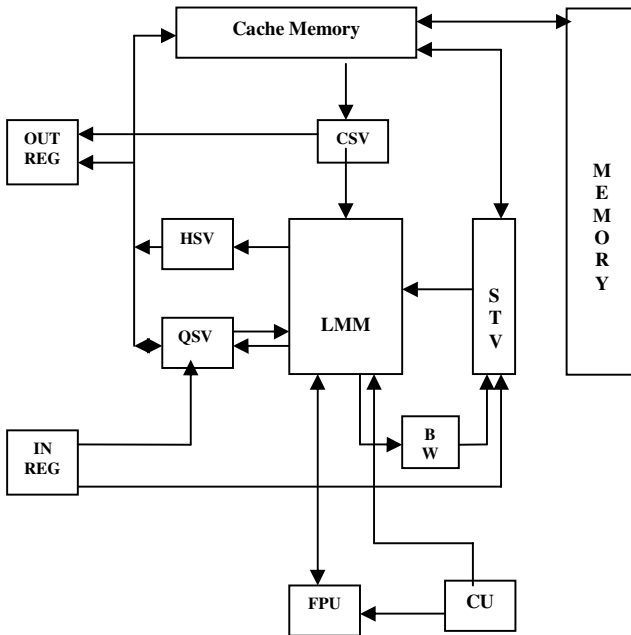 Cache Memory
OUT
REG
CSV
M
E
M
O
R
Y
HSV
LMM
S
T
V
QSV
IN
REG
B
W
FPU
CU